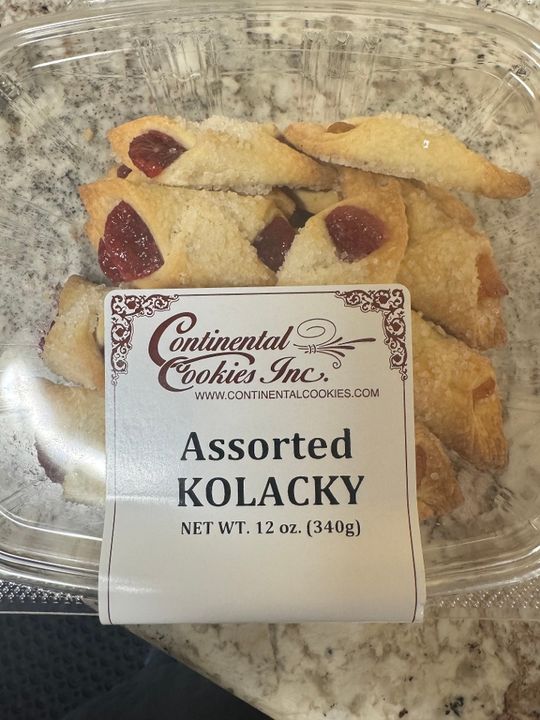 Continental
Cookies Inc.
WWW.CONTINENTALCOOKIES.COM
Assorted
KOLACKY
NET WT. 12 oz. (340g)